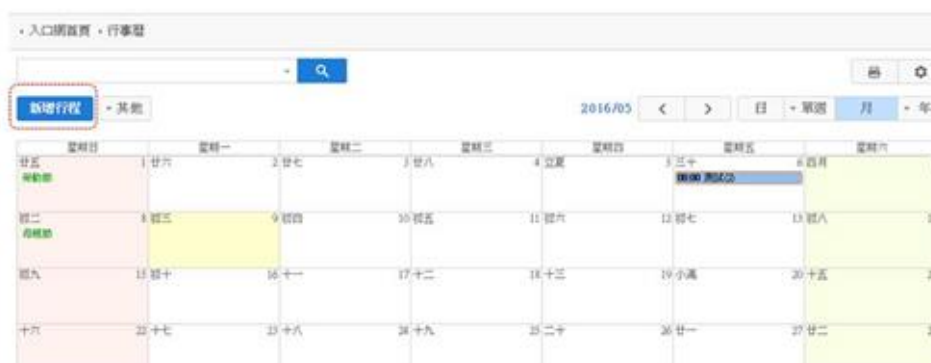 • 入口網首頁 • 行事曆
新增行程 • 其他 2016/05 < > 日 • 單週 月 • 年
星期日 星期一 星期二 星期三 星期四 星期五 星期六
廿五 1 廿六 2 廿七 3 廿八 4 立夏 5 三十 6 四月
勞動節 00:00 測試(2)
初二 8 初三 9 初四 10 初五 11 初六 12 初七 13 初八
母親節
初九 15 初十 16 十一 17 十二 18 十三 19 小滿 20 十五
十六 22 十七 23 十八 24 十九 25 二十 26 廿一 27 廿二